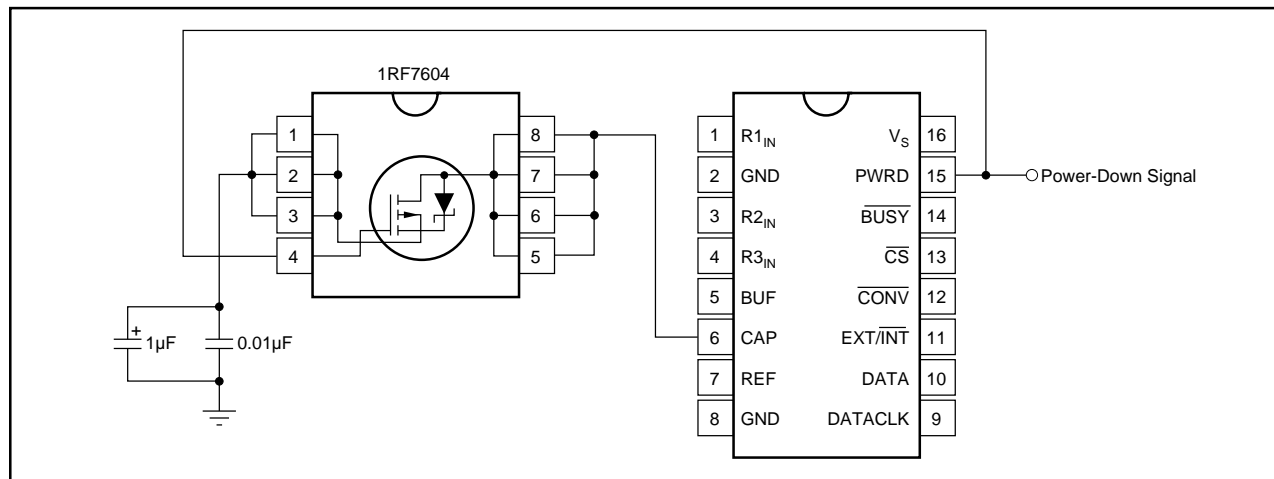 1RF7604
1
2
3
4
8
7
6
5
+
1µF
0.01µF
1 R1IN
2 GND
3 R2IN
4 R3IN
5 BUF
6 CAP
7 REF
8 GND
VS 16
PWRD 15
BUSY 14
CS 13
CONV 12
EXT/INT 11
DATA 10
DATACLK 9
Power-Down Signal